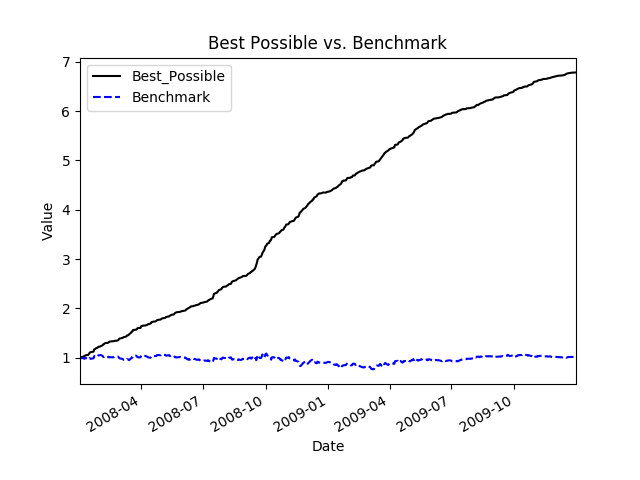 Best Possible vs. Benchmark
Best_Possible
Benchmark
7
6
5
4
3
2
1
Value
2008-04
2008-07
2008-10
2009-01
2009-04
2009-07
2009-10
Date